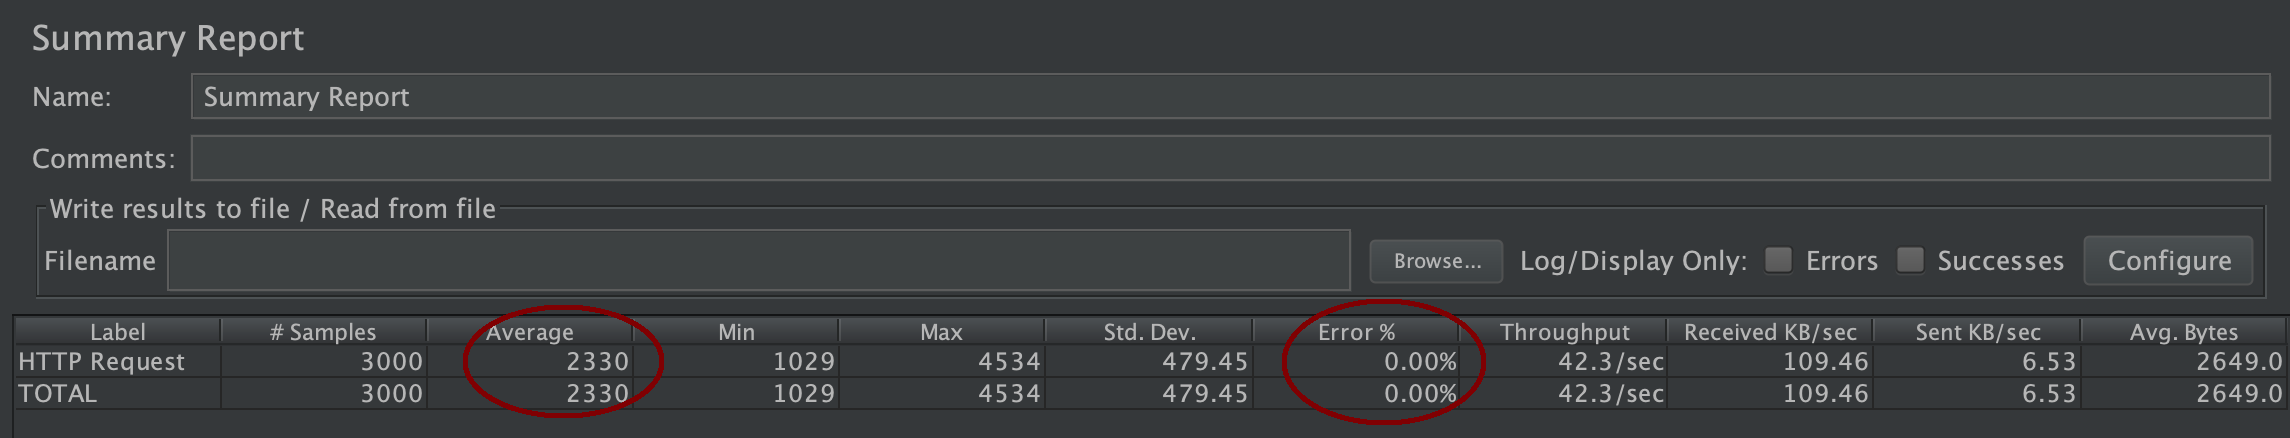 Summary Report
Name: Summary Report
Comments:
Write results to file / Read from file
Filename Browse... Log/Display Only: Errors Successes Configure
Label # Samples Average Min Max Std. Dev. Error % Throughput Received KB/sec Sent KB/sec Avg. Bytes
HTTP Request 3000 2330 1029 4534 479.45 0.00% 42.3/sec 109.46 6.53 2649.0
TOTAL 3000 2330 1029 4534 479.45 0.00% 42.3/sec 109.46 6.53 2649.0